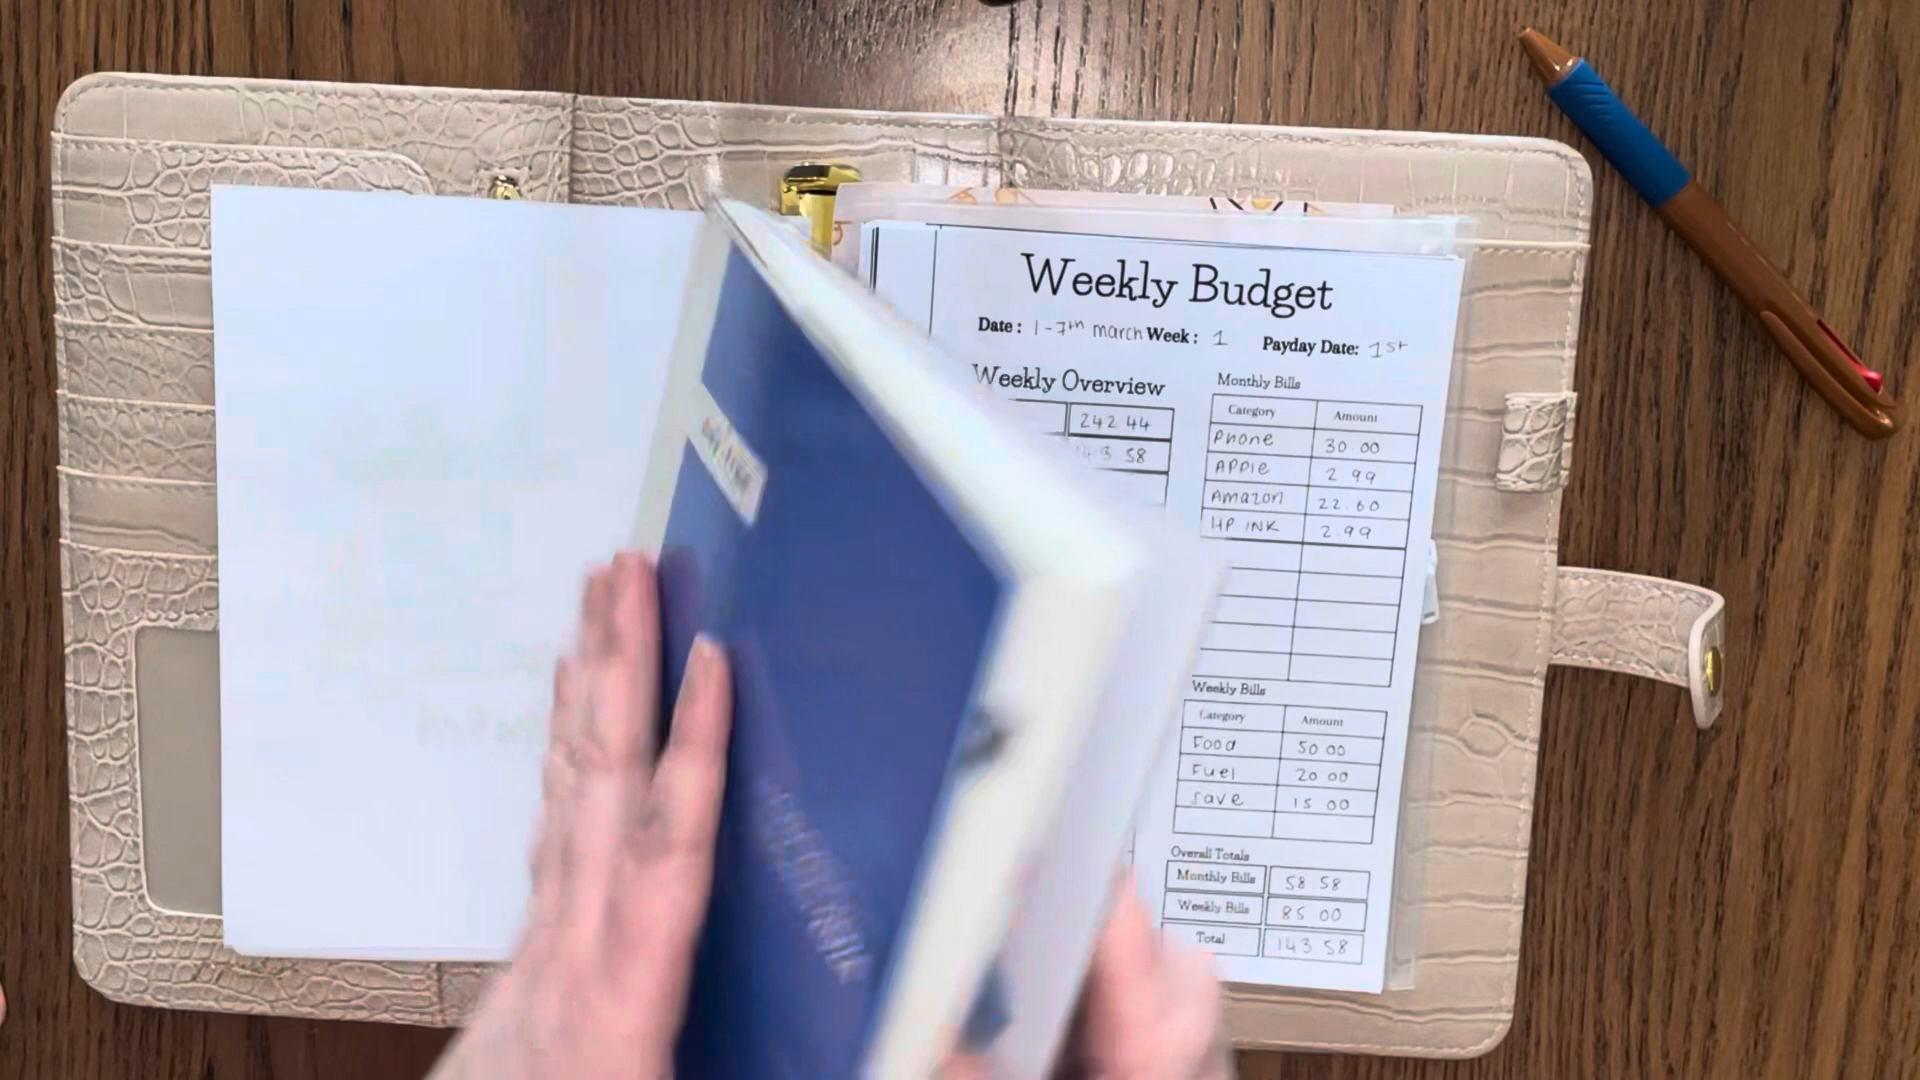 Weekly Budget
Date: 1-7th march Week: 1 Payday Date: 1st
Weekly Overview
242 44
58
Monthly Bills
Category Amount
Phone 30 00
Apple 2 99
Amazon 22.60
HP INK 2.99
Weekly Bills
Category Amount
Food 50 00
Fuel 20 00
Save 15 00
Overall Totals
Monthly Bills 58 58
Weekly Bills 85 00
Total 143 58